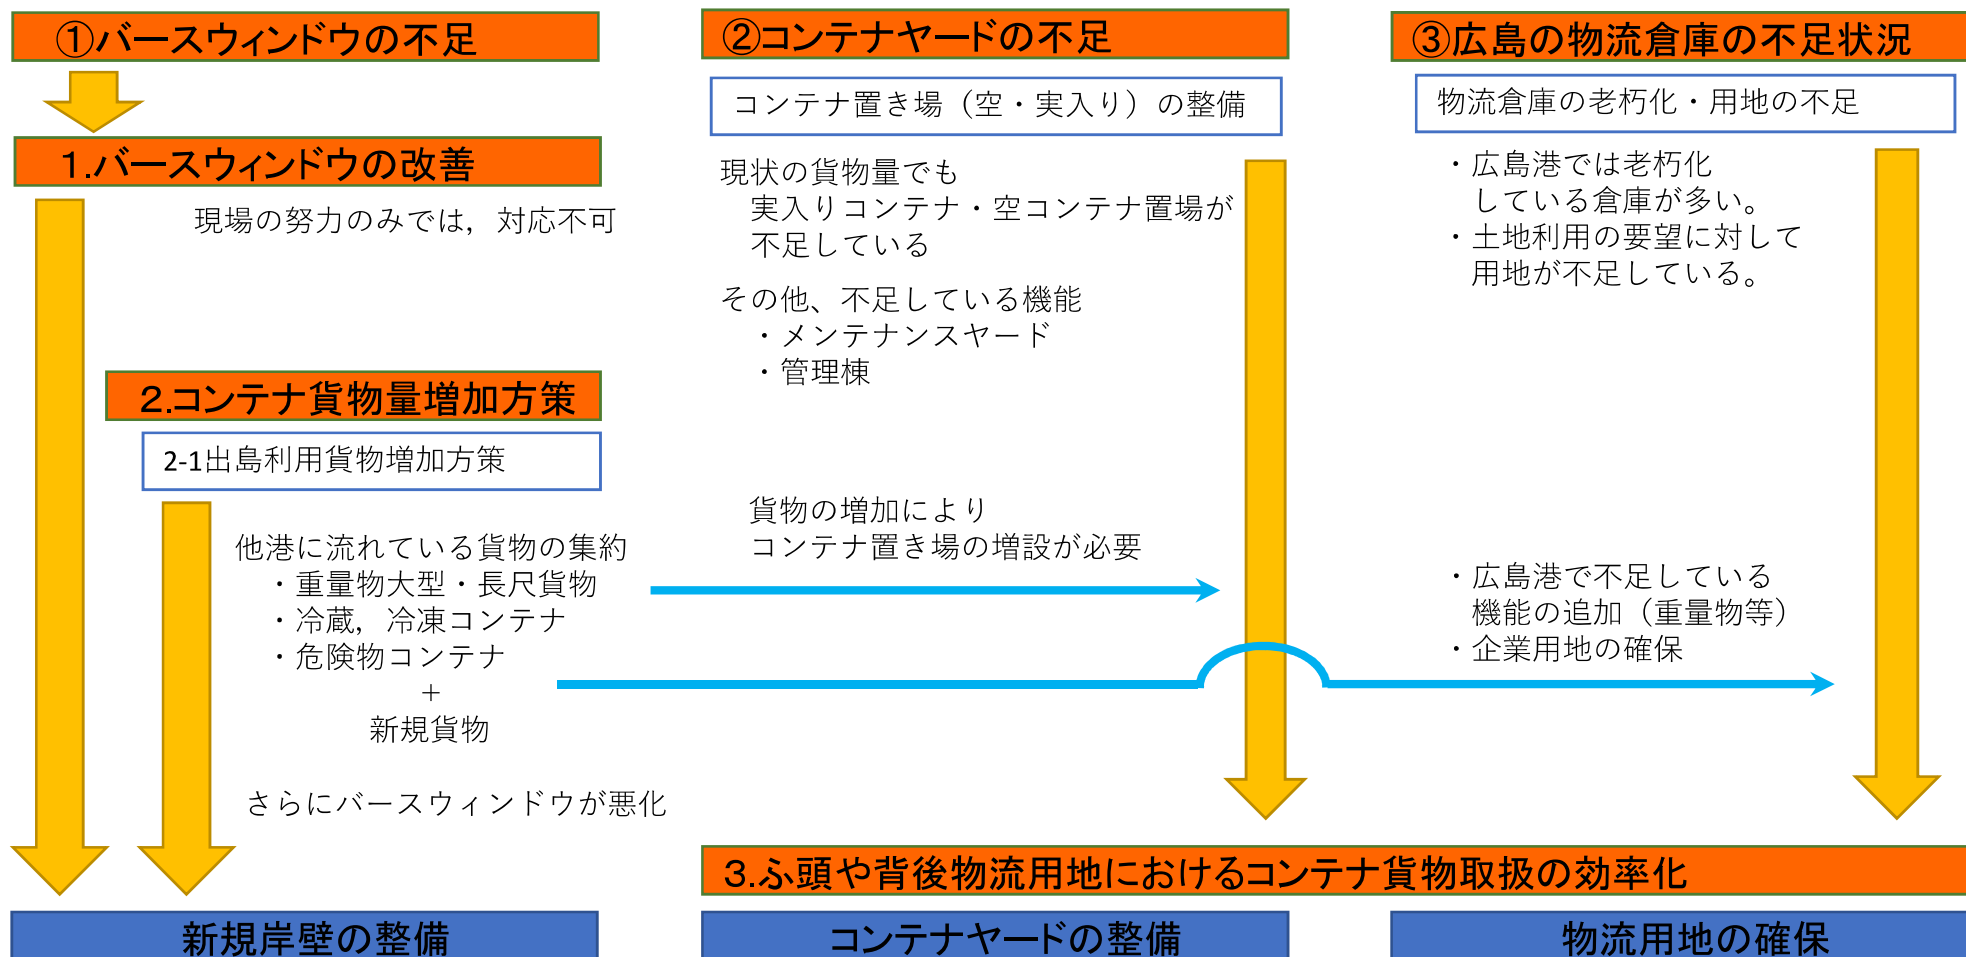 ①バースウィンドウの不足
1.バースウィンドウの改善
現場の努力のみでは，対応不可
2.コンテナ貨物量増加方策
2-1出島利用貨物増加方策
他港に流れている貨物の集約
・重量物大型・長尺貨物
・冷蔵，冷凍コンテナ
・危険物コンテナ
+
新規貨物
さらにバースウィンドウが悪化
新規岸壁の整備
②コンテナヤードの不足
コンテナ置き場（空・実入り）の整備
現状の貨物量でも
実入りコンテナ・空コンテナ置場が
不足している
その他、不足している機能
・メンテナンスヤード
・管理棟
貨物の増加により
コンテナ置き場の増設が必要
③広島の物流倉庫の不足状況
物流倉庫の老朽化・用地の不足
・広島港では老朽化
している倉庫が多い。
・土地利用の要望に対して
用地が不足している。
・広島港で不足している
機能の追加（重量物等）
・企業用地の確保
3.ふ頭や背後物流用地におけるコンテナ貨物取扱の効率化
コンテナヤードの整備
物流用地の確保